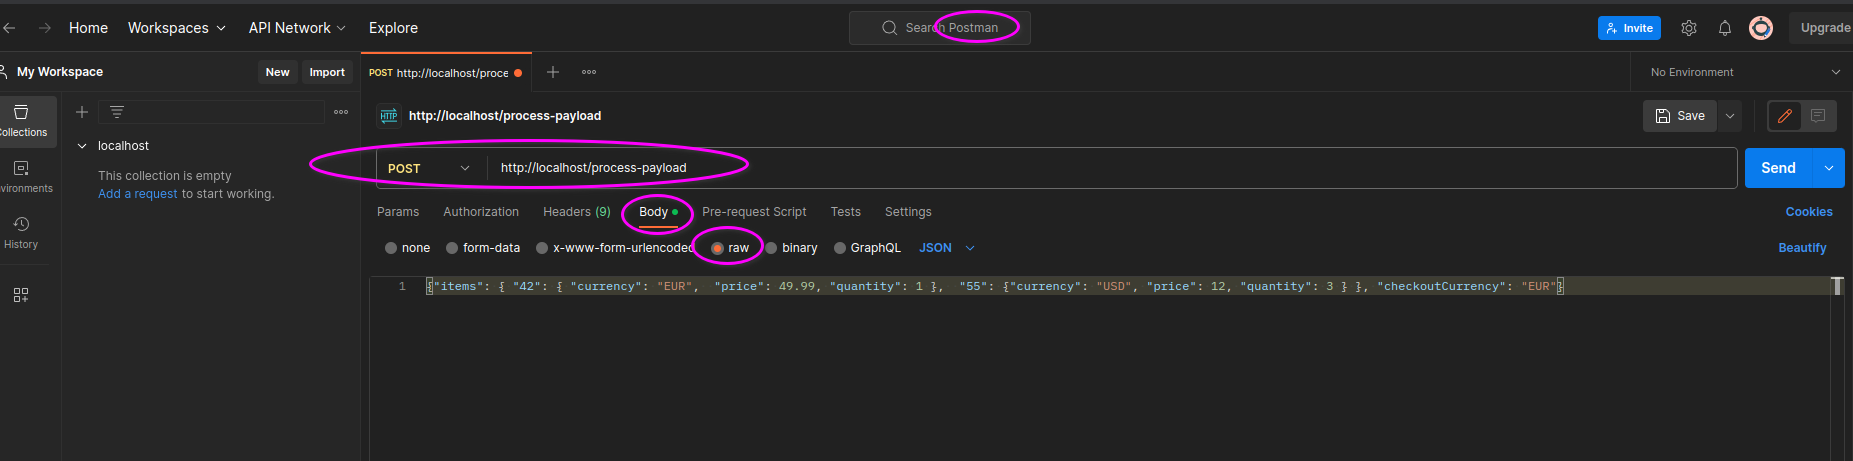 Home Workspaces API Network Explore Search Postman Invite Upgrade
My Workspace New Import POST http://localhost/proce No Environment
Collections
HTTP http://localhost/process-payload Save
localhost
This collection is empty
Add a request to start working.
POST http://localhost/process-payload Send
nvironments
History
Params Authorization Headers (9) Body Pre-request Script Tests Settings Cookies
none form-data x-www-form-urlencoded raw binary GraphQL JSON Beautify
1 {"items": { "42": { "currency": "EUR", "price": 49.99, "quantity": 1 }, "55": {"currency": "USD", "price": 12, "quantity": 3 } }, "checkoutCurrency": "EUR"}